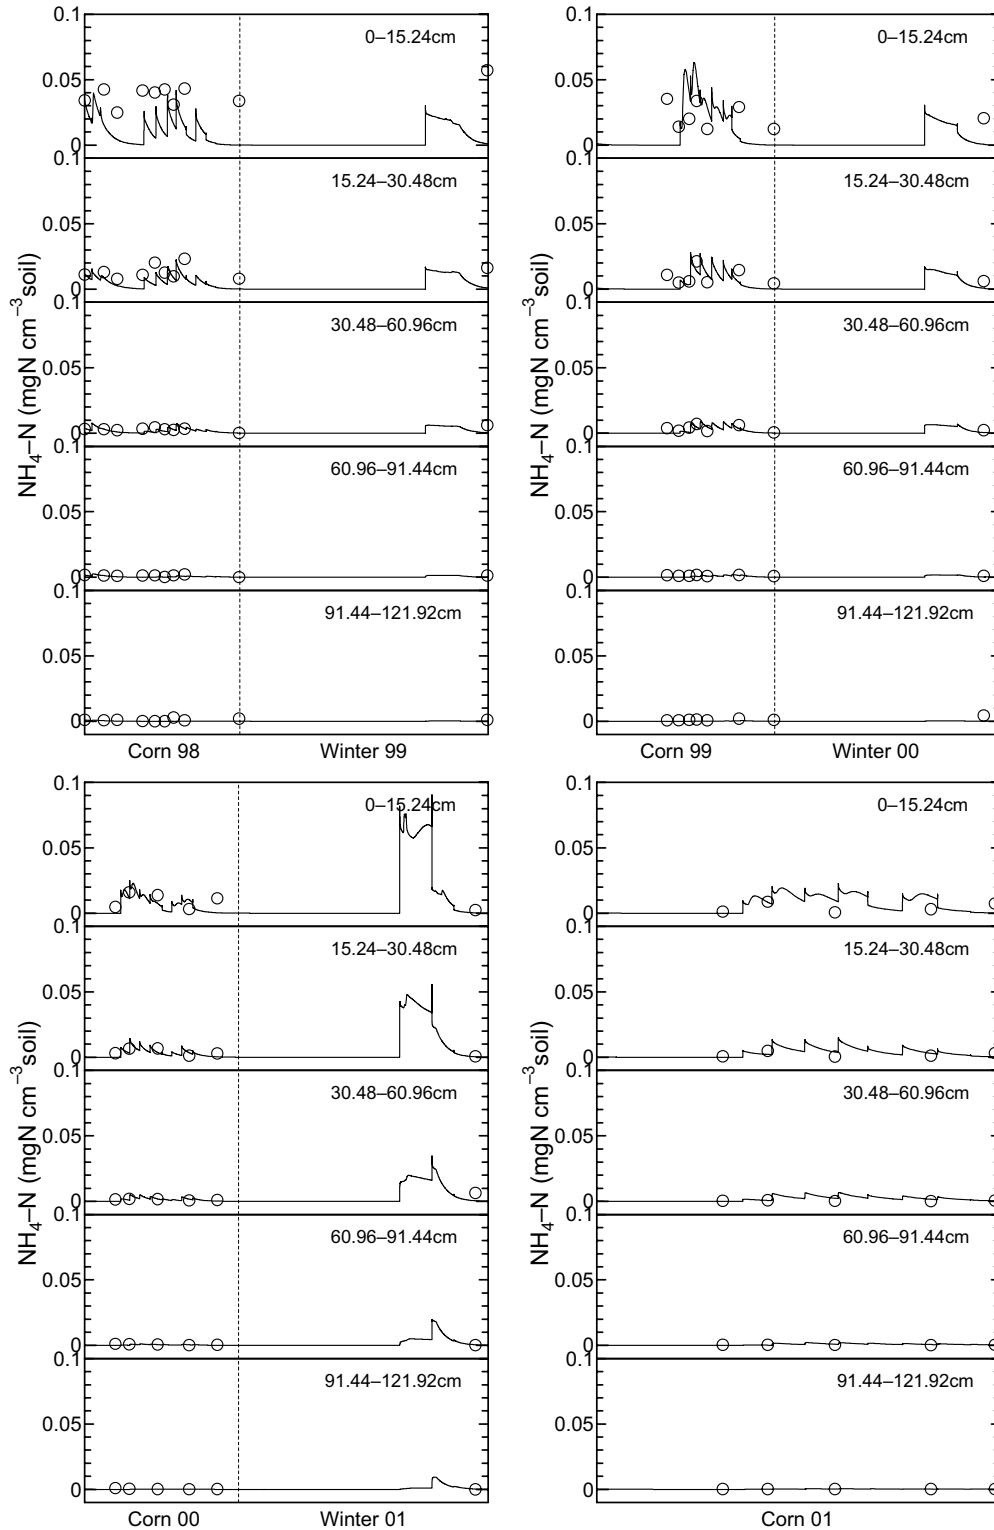 0.1
0–15.24cm
0.05
0
0.1
15.24–30.48cm
0.05
0
0.1
30.48–60.96cm
0.05
0
0.1
60.96–91.44cm
0.05
0
0.1
91.44–121.92cm
0.05
0
NH4–N (mgN cm−3soil)
Corn 98
Winter 99
0.1
0–15.24cm
0.05
0
0.1
15.24–30.48cm
0.05
0
0.1
30.48–60.96cm
0.05
0
0.1
60.96–91.44cm
0.05
0
0.1
91.44–121.92cm
0.05
0
NH4–N (mgN cm−3soil)
Corn 99
Winter 00
0.1
0–15.24cm
0.05
0
0.1
15.24–30.48cm
0.05
0
0.1
30.48–60.96cm
0.05
0
0.1
60.96–91.44cm
0.05
0
0.1
91.44–121.92cm
0.05
0
NH4–N (mgN cm−3soil)
Corn 00
Winter 01
0.1
0–15.24cm
0.05
0
0.1
15.24–30.48cm
0.05
0
0.1
30.48–60.96cm
0.05
0
0.1
60.96–91.44cm
0.05
0
0.1
91.44–121.92cm
0.05
0
NH4–N (mgN cm−3soil)
Corn 01